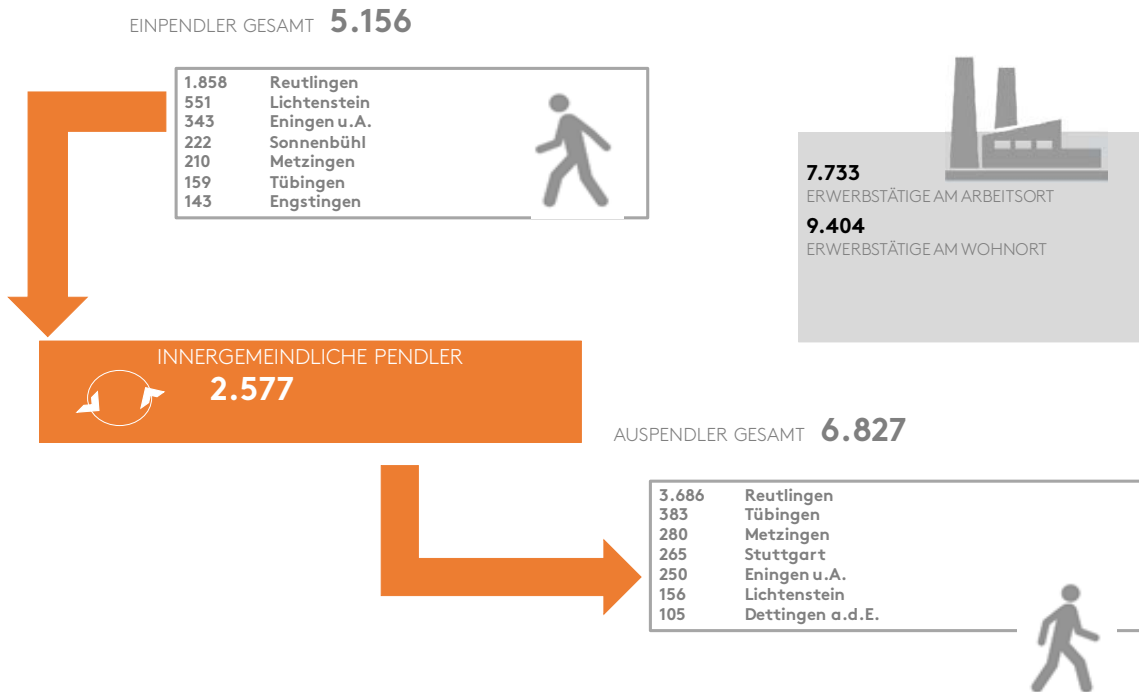 EINPENDLER GESAMT 5.156
1.858 Reutlingen
551 Lichtenstein
343 Eningen u.A.
222 Sonnenbühl
210 Metzingen
159 Tübingen
143 Engstingen
7.733
ERWERBSTÄTIGE AM ARBEITSORT
9.404
ERWERBSTÄTIGE AM WOHNORT
INNERGEMEINDLICHE PENDLER
2.577
AUSPENDLER GESAMT 6.827
3.686 Reutlingen
383 Tübingen
280 Metzingen
265 Stuttgart
250 Eningen u.A.
156 Lichtenstein
105 Dettingen a.d.E.